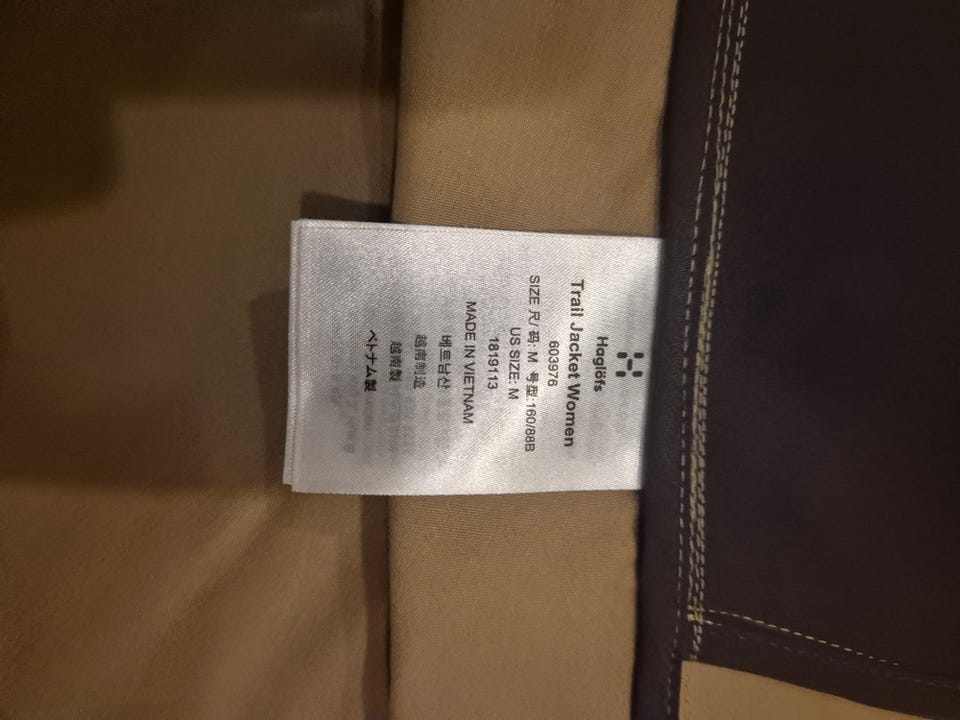 Haglöfs
Trail Jacket Women
603976
SIZE 尺/ 码: M 号型:160/88B
US SIZE: M
1819113
MADE IN VIETNAM
베트남산
越南制造
越南製
ベトナム製